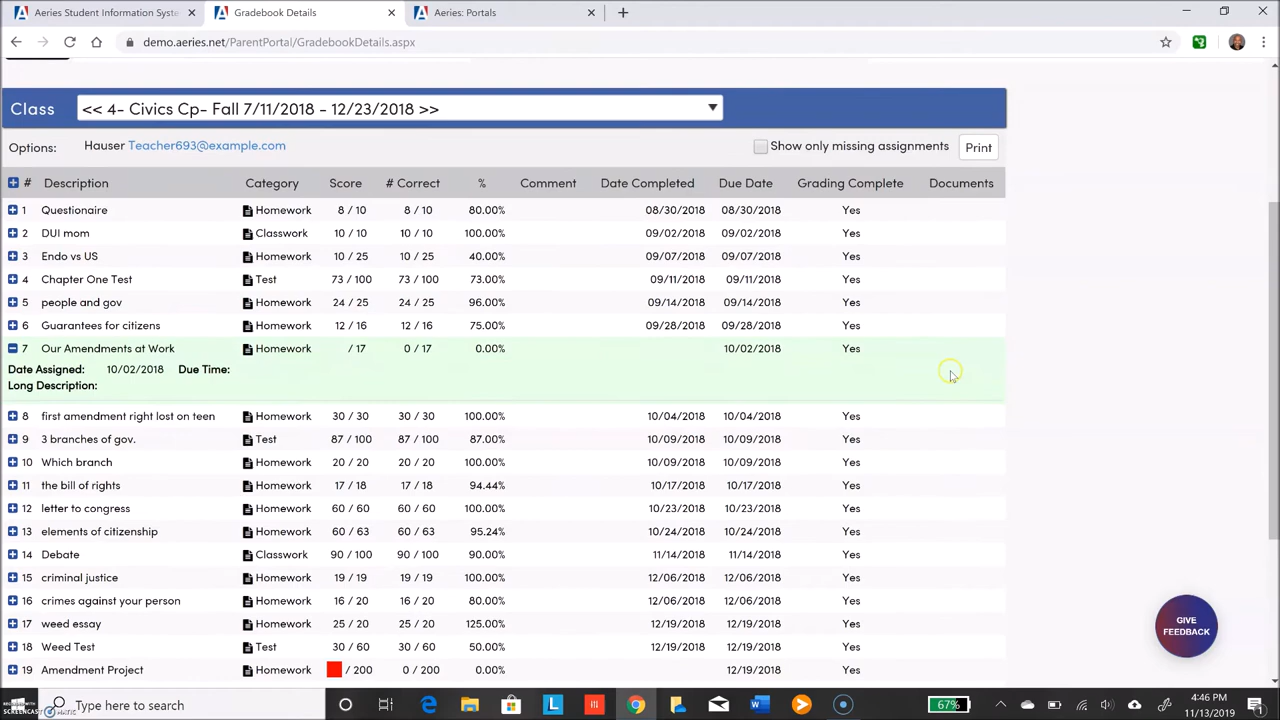 Aeries Student Information Syste
Gradebook Details
Aeries: Portals
demo.aeries.net/ParentPortal/GradebookDetails.aspx
Class << 4- Civics Cp- Fall 7/11/2018 - 12/23/2018 >>
Options: Hauser Teacher693@example.com Show only missing assignments Print
# Description Category Score # Correct % Comment Date Completed Due Date Grading Complete Documents
1 Questionaire Homework 8 / 10 8 / 10 80.00% 08/30/2018 08/30/2018 Yes
2 DUI mom Classwork 10 / 10 10 / 10 100.00% 09/02/2018 09/02/2018 Yes
3 Endo vs US Homework 10 / 25 10 / 25 40.00% 09/07/2018 09/07/2018 Yes
4 Chapter One Test Test 73 / 100 73 / 100 73.00% 09/11/2018 09/11/2018 Yes
5 people and gov Homework 24 / 25 24 / 25 96.00% 09/14/2018 09/14/2018 Yes
6 Guarantees for citizens Homework 12 / 16 12 / 16 75.00% 09/28/2018 09/28/2018 Yes
7 Our Amendments at Work Homework / 17 0 / 17 0.00% 10/02/2018 Yes
Date Assigned: 10/02/2018 Due Time:
Long Description:
8 first amendment right lost on teen Homework 30 / 30 30 / 30 100.00% 10/04/2018 10/04/2018 Yes
9 3 branches of gov. Test 87 / 100 87 / 100 87.00% 10/09/2018 10/09/2018 Yes
10 Which branch Homework 20 / 20 20 / 20 100.00% 10/09/2018 10/09/2018 Yes
11 the bill of rights Homework 17 / 18 17 / 18 94.44% 10/17/2018 10/17/2018 Yes
12 letter to congress Homework 60 / 60 60 / 60 100.00% 10/23/2018 10/23/2018 Yes
13 elements of citizenship Homework 60 / 63 60 / 63 95.24% 10/24/2018 10/24/2018 Yes
14 Debate Classwork 90 / 100 90 / 100 90.00% 11/14/2018 11/14/2018 Yes
15 criminal justice Homework 19 / 19 19 / 19 100.00% 12/06/2018 12/06/2018 Yes
16 crimes against your person Homework 16 / 20 16 / 20 80.00% 12/06/2018 12/06/2018 Yes
17 weed essay Homework 25 / 20 25 / 20 125.00% 12/19/2018 12/19/2018 Yes
18 Weed Test Test 30 / 60 30 / 60 50.00% 12/19/2018 12/19/2018 Yes
19 Amendment Project Homework / 200 0 / 200 0.00% 12/19/2018 Yes
GIVE
FEEDBACK
Type here to search
67%
4:46 PM
11/13/2019